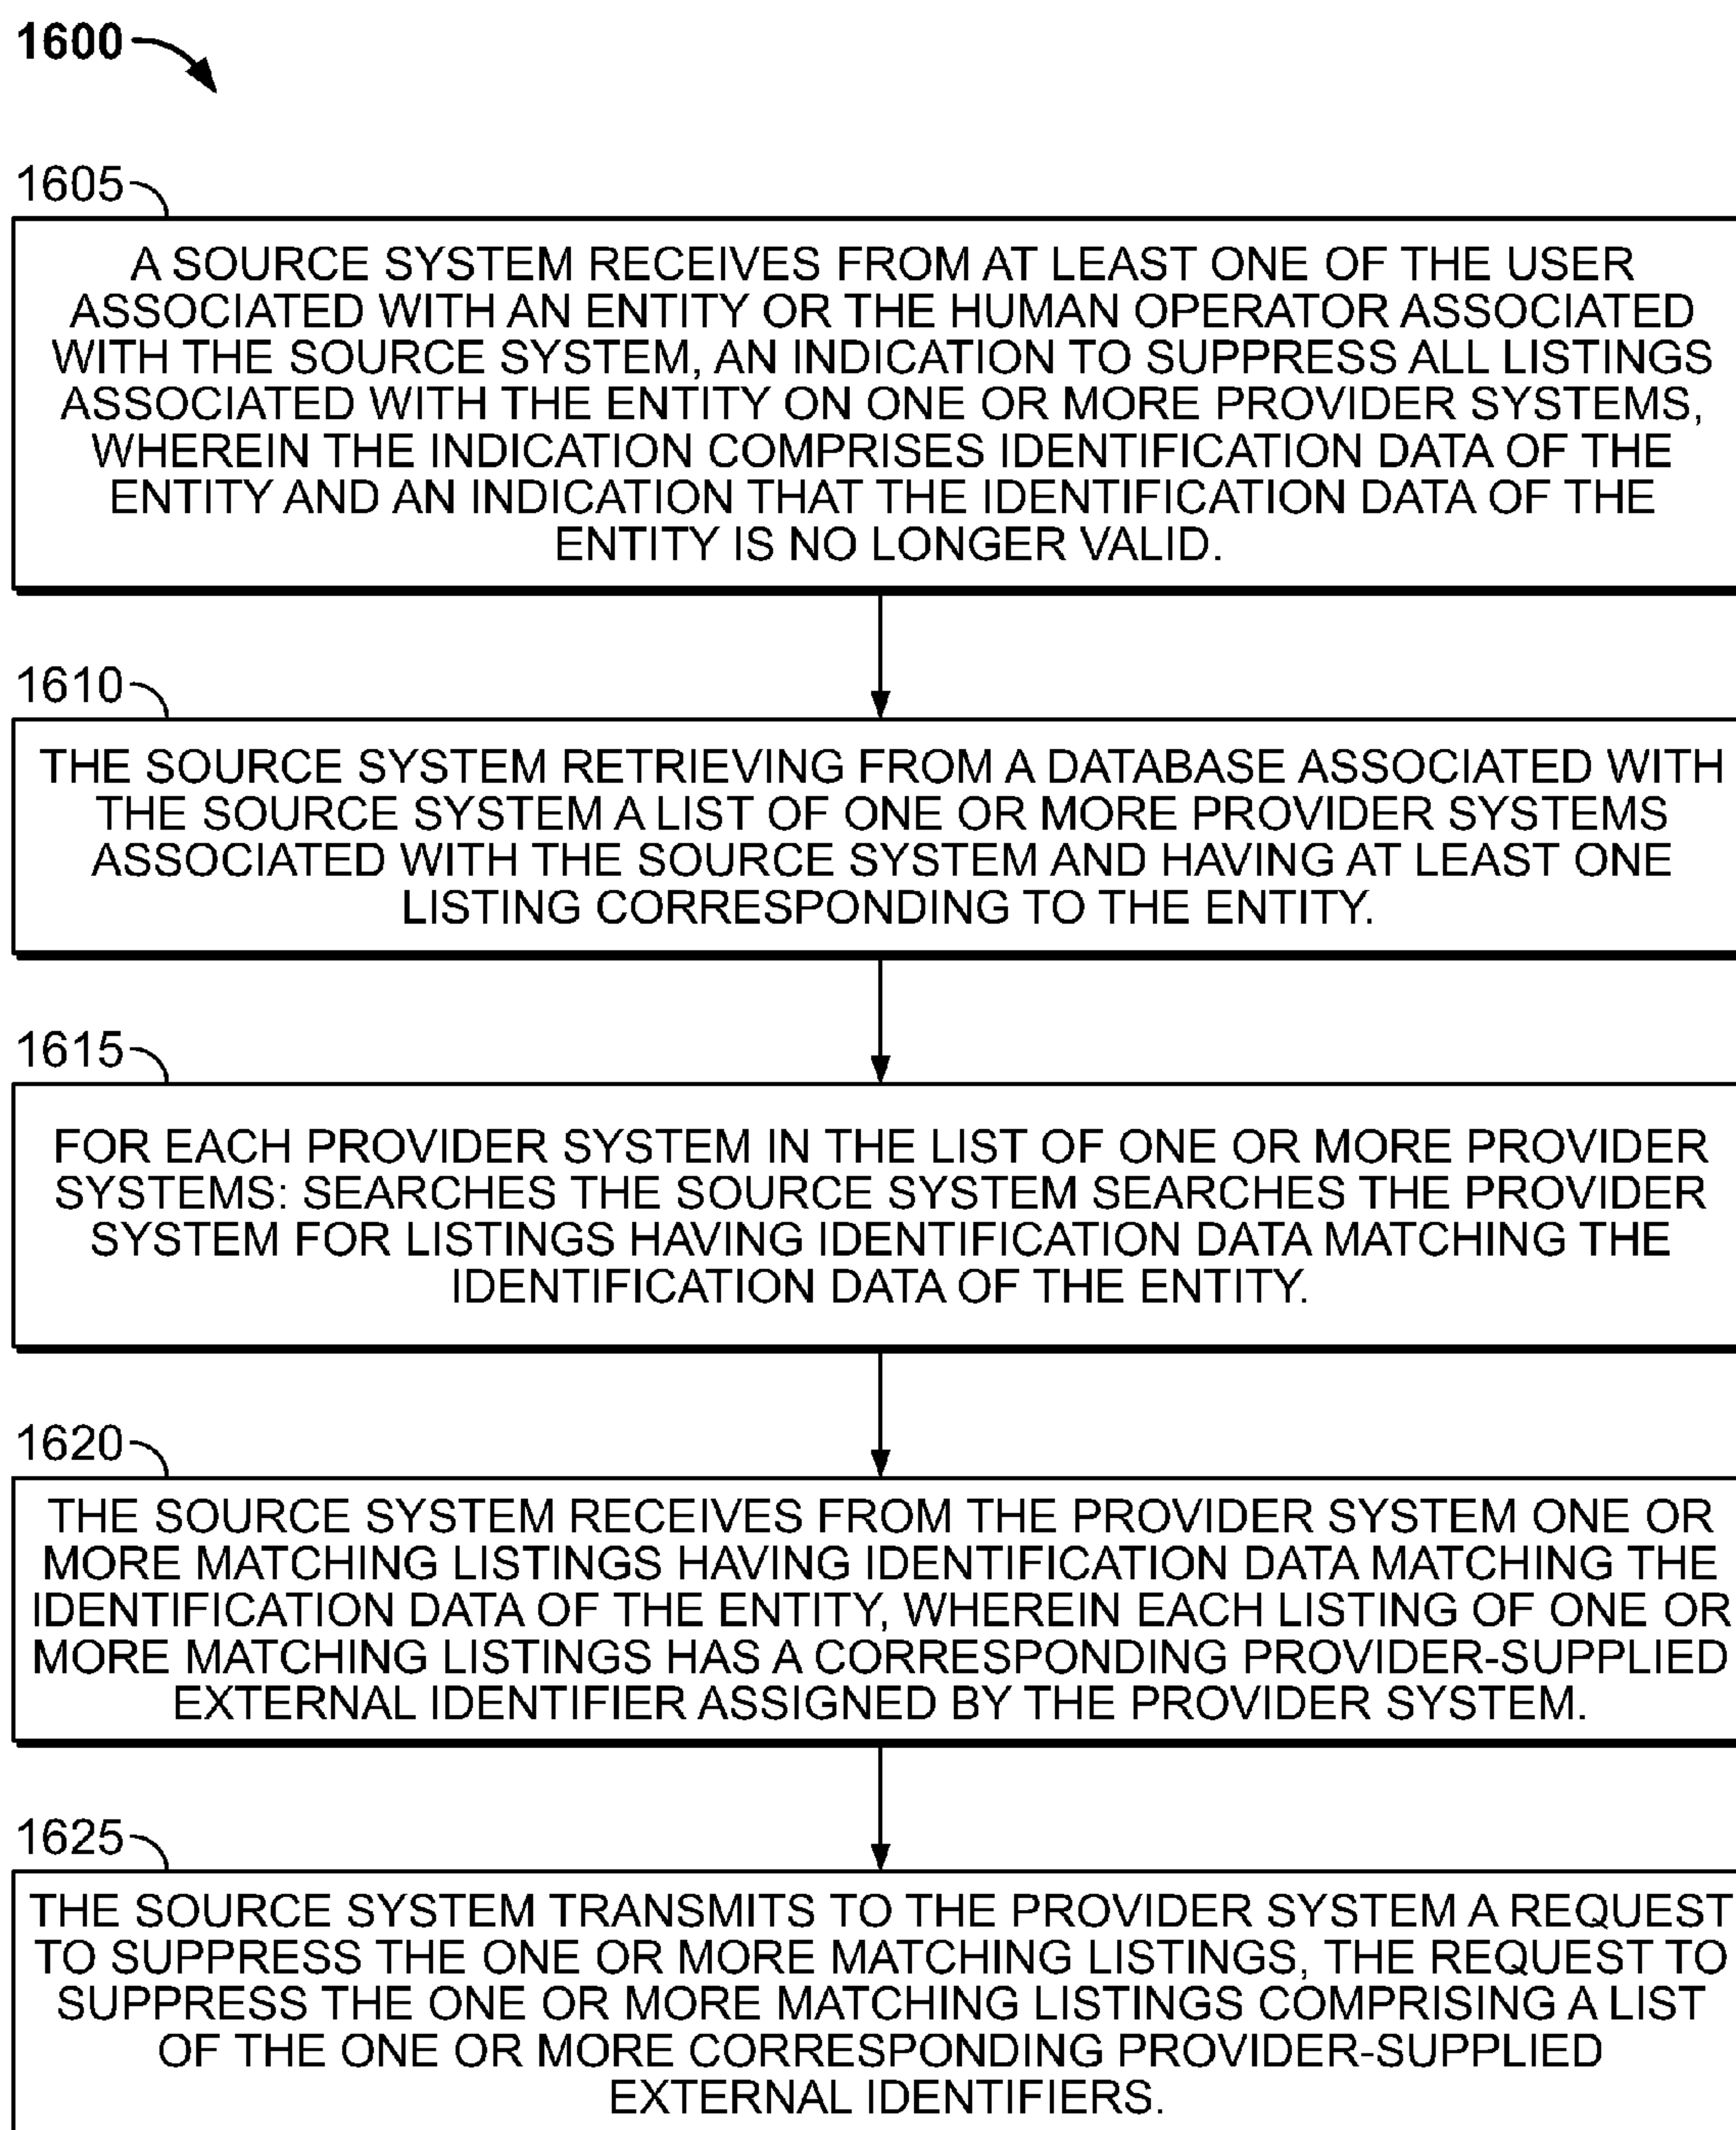 1600
1605
A SOURCE SYSTEM RECEIVES FROM AT LEAST ONE OF THE USER
ASSOCIATED WITH AN ENTITY OR THE HUMAN OPERATOR ASSOCIATED
WITH THE SOURCE SYSTEM, AN INDICATION TO SUPPRESS ALL LISTINGS
ASSOCIATED WITH THE ENTITY ON ONE OR MORE PROVIDER SYSTEMS,
WHEREIN THE INDICATION COMPRISES IDENTIFICATION DATA OF THE
ENTITY AND AN INDICATION THAT THE IDENTIFICATION DATA OF THE
ENTITY IS NO LONGER VALID.
1610
THE SOURCE SYSTEM RETRIEVING FROM A DATABASE ASSOCIATED WITH
THE SOURCE SYSTEM A LIST OF ONE OR MORE PROVIDER SYSTEMS
ASSOCIATED WITH THE SOURCE SYSTEM AND HAVING AT LEAST ONE
LISTING CORRESPONDING TO THE ENTITY.
1615
FOR EACH PROVIDER SYSTEM IN THE LIST OF ONE OR MORE PROVIDER
SYSTEMS: SEARCHES THE SOURCE SYSTEM SEARCHES THE PROVIDER
SYSTEM FOR LISTINGS HAVING IDENTIFICATION DATA MATCHING THE
IDENTIFICATION DATA OF THE ENTITY.
1620
THE SOURCE SYSTEM RECEIVES FROM THE PROVIDER SYSTEM ONE OR
MORE MATCHING LISTINGS HAVING IDENTIFICATION DATA MATCHING THE
IDENTIFICATION DATA OF THE ENTITY, WHEREIN EACH LISTING OF ONE OR
MORE MATCHING LISTINGS HAS A CORRESPONDING PROVIDER-SUPPLIED
EXTERNAL IDENTIFIER ASSIGNED BY THE PROVIDER SYSTEM.
1625
THE SOURCE SYSTEM TRANSMITS TO THE PROVIDER SYSTEM A REQUEST
TO SUPPRESS THE ONE OR MORE MATCHING LISTINGS, THE REQUEST TO
SUPPRESS THE ONE OR MORE MATCHING LISTINGS COMPRISING A LIST
OF THE ONE OR MORE CORRESPONDING PROVIDER-SUPPLIED
EXTERNAL IDENTIFIERS.